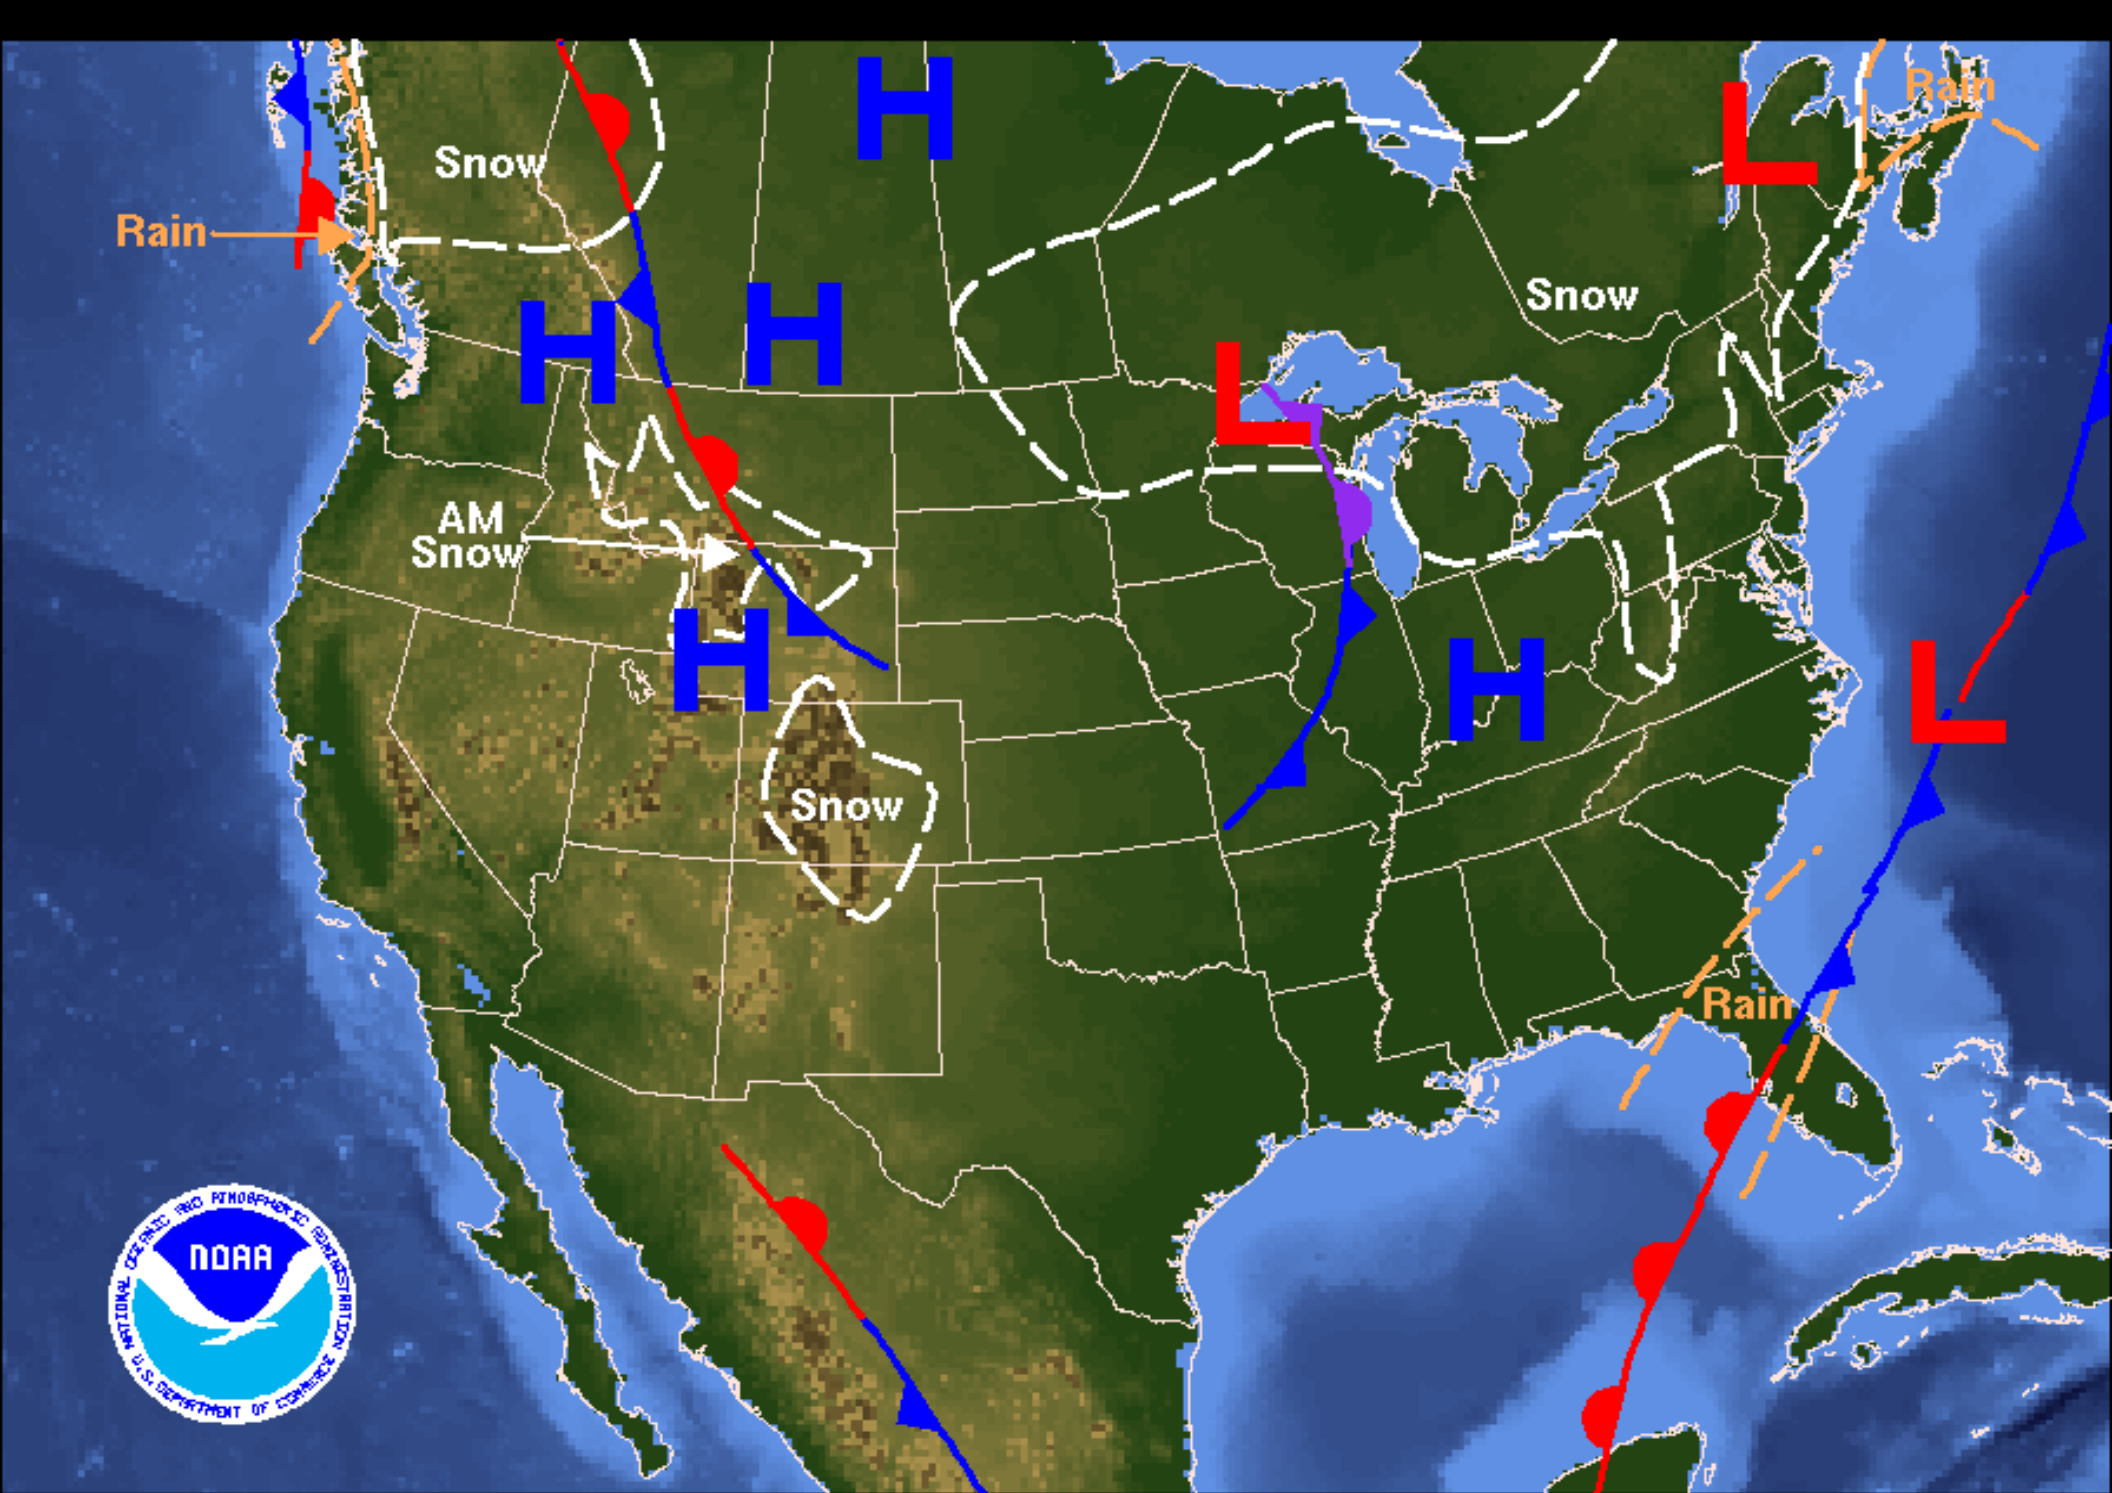 H
Rain
L
Snow
Rain
Snow
H
H
L
AM
Snow
H
H
L
Snow
Rain
NOAA
NATIONAL OCEANIC AND ATMOSPHERIC ADMINISTRATION
U.S. DEPARTMENT OF COMMERCE